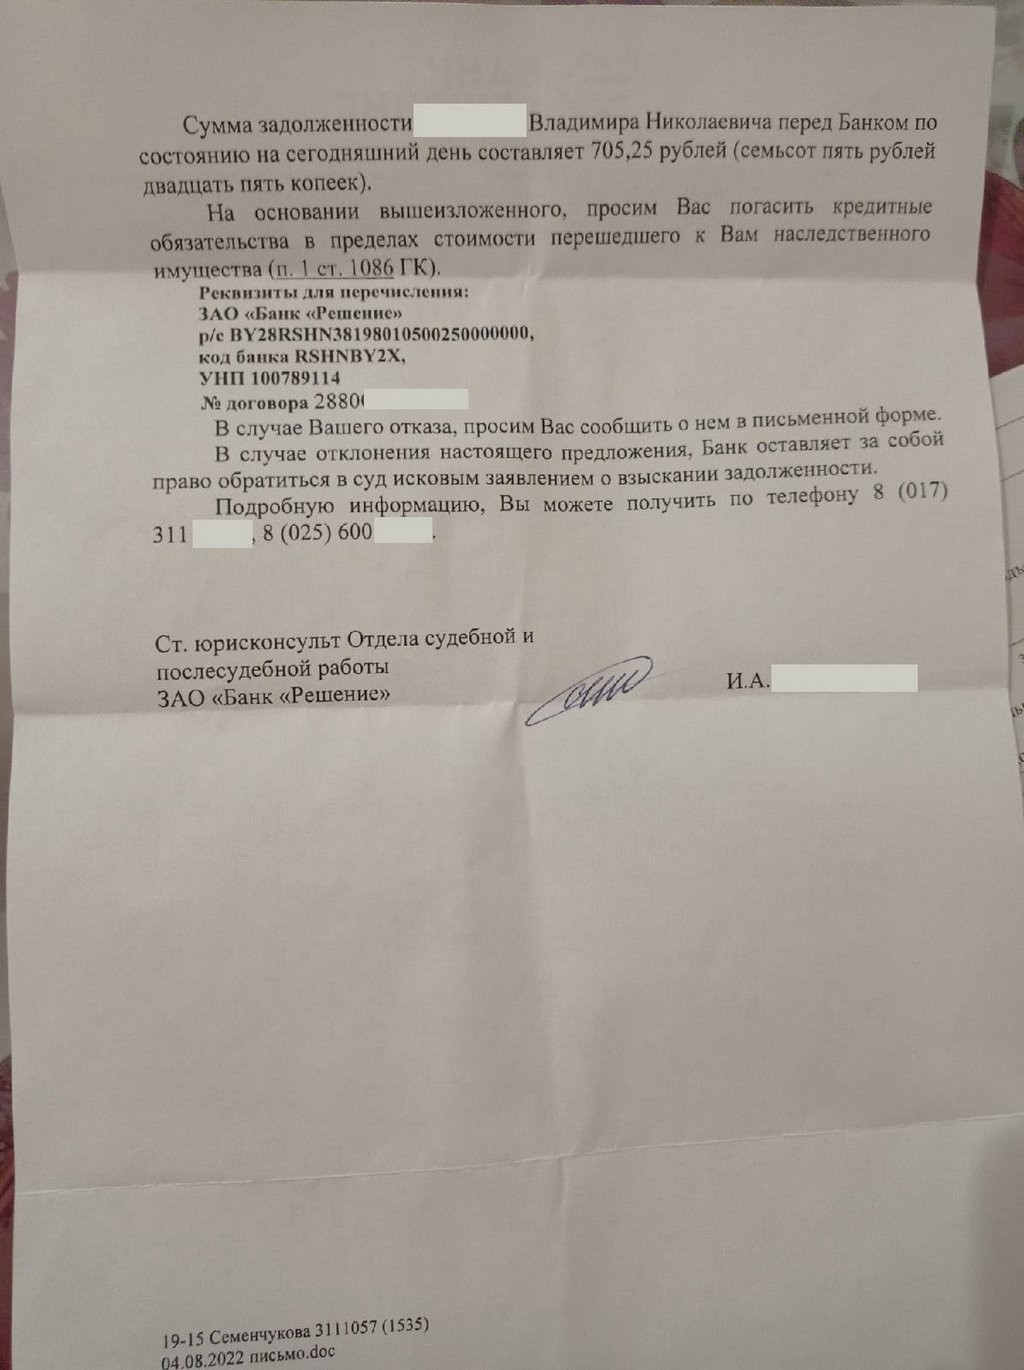 Сумма задолженности Владимира Николаевича перед Банком по
состоянию на сегодняшний день составляет 705,25 рублей (семьсот пять рублей
двадцать пять копеек).
На основании вышеизложенного, просим Вас погасить кредитные
обязательства в пределах стоимости перешедшего к Вам наследственного
имущества (п. 1 ст. 1086 ГК).
Реквизиты для перечисления:
ЗАО «Банк «Решение»
р/с BY28RSHN38198010500250000000,
код банка RSHNBY2X,
УНП 100789114
№ договора 2880
В случае Вашего отказа, просим Вас сообщить о нем в письменной форме.
В случае отклонения настоящего предложения, Банк оставляет за собой
право обратиться в суд исковым заявлением о взыскании задолженности.
Подробную информацию, Вы можете получить по телефону 8 (017)
311 , 8 (025) 600 .
Ст. юрисконсульт Отдела судебной и
послесудебной работы
ЗАО «Банк «Решение»
И.А.
19-15 Семенчукова 3111057 (1535)
04.08.2022 письмо.doc